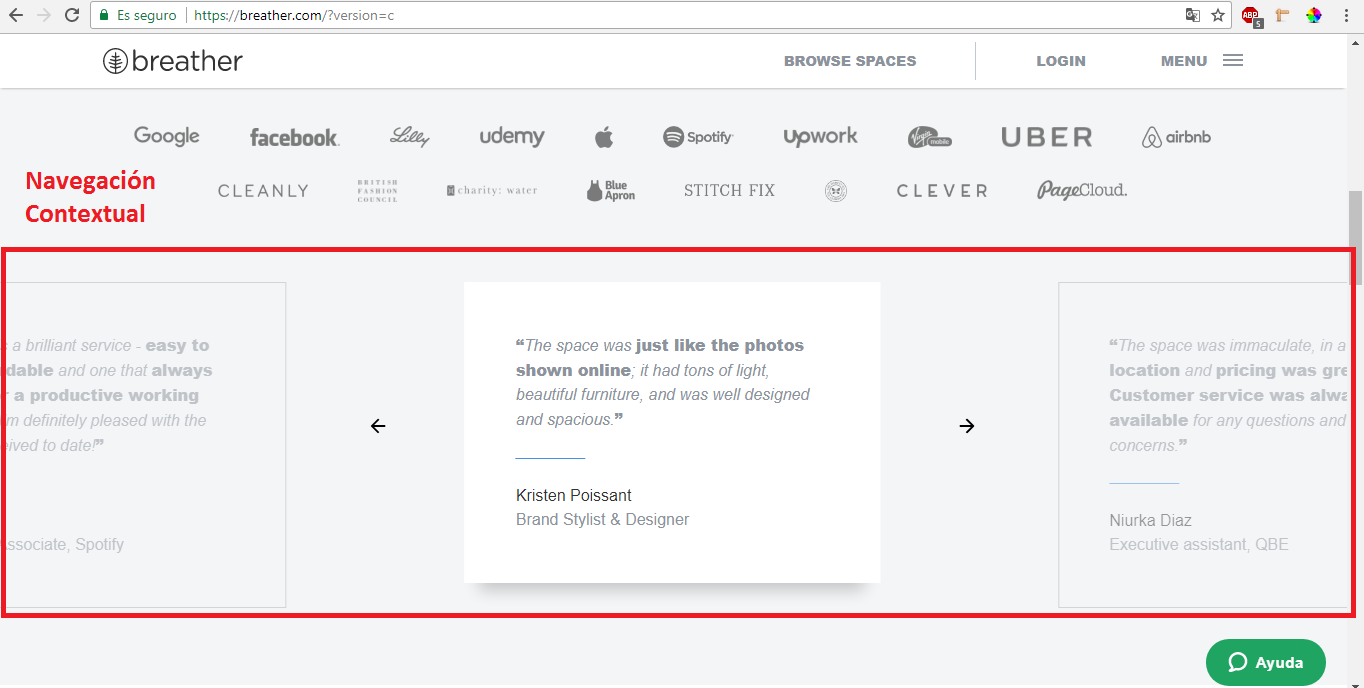 Es seguro https://breather.com/?version=c
ABP 5
breather BROWSE SPACES LOGIN MENU
Google facebook. Lilly udemy Spotify upwork Virgin mobile UBER airbnb
Navegación
Contextual
CLEANLY BRITISH FASHION COUNCIL charity: water Blue Apron STITCH FIX CLEVER PageCloud.
s a brilliant service - easy to
dable and one that always
r a productive working
m definitely pleased with the
eived to date!❞
ssociate, Spotify
❝The space was just like the photos
shown online; it had tons of light,
beautiful furniture, and was well designed
and spacious.❞
Kristen Poissant
Brand Stylist & Designer
❝The space was immaculate, in a
location and pricing was gre
Customer service was alwa
available for any questions and
concerns.❞
Niurka Diaz
Executive assistant, QBE
Ayuda